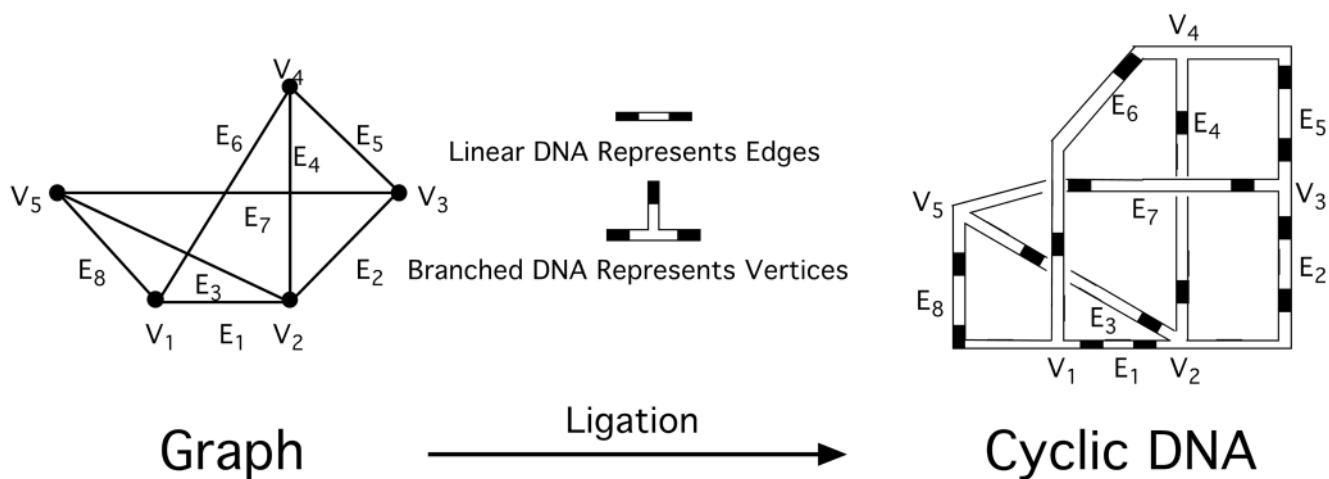 V₄
E₆
E₅
E₄
V₅
V₃
E₇
E₈
E₃
E₂
V₁
E₁
V₂
Linear DNA Represents Edges
Branched DNA Represents Vertices
V₄
E₆
E₄
E₅
V₅
E₇
V₃
E₂
E₈
E₃
V₁
E₁
V₂
Graph
Ligation
Cyclic DNA